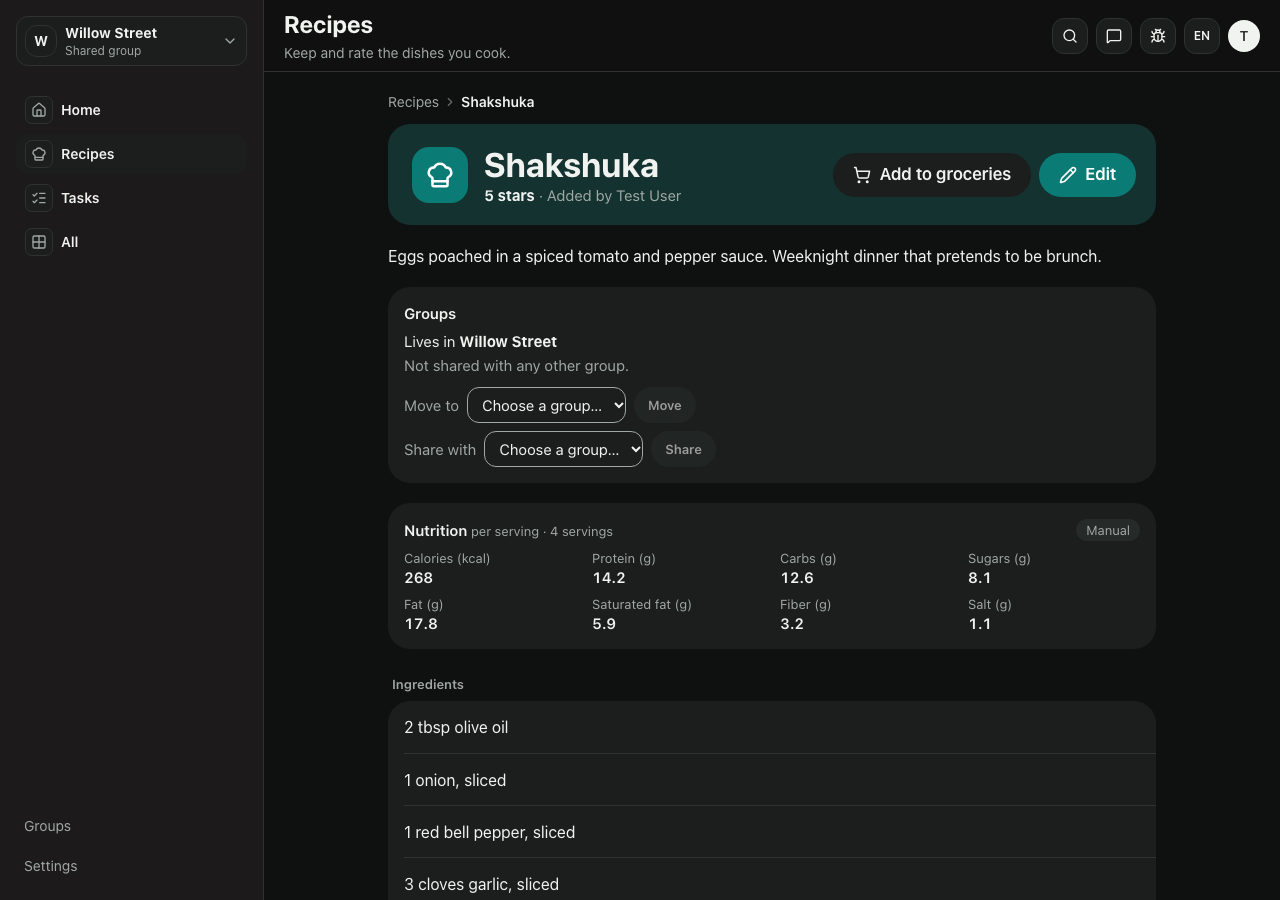 W
Willow Street
Shared group
Home
Recipes
Tasks
All
Groups
Settings
Recipes
Keep and rate the dishes you cook.
EN
T
Recipes > Shakshuka
Shakshuka
5 stars · Added by Test User
Add to groceries
Edit
Eggs poached in a spiced tomato and pepper sauce. Weeknight dinner that pretends to be brunch.
Groups
Lives in Willow Street
Not shared with any other group.
Move to Choose a group... Move
Share with Choose a group... Share
Nutrition per serving · 4 servings Manual
Calories (kcal) Protein (g) Carbs (g) Sugars (g)
268 14.2 12.6 8.1
Fat (g) Saturated fat (g) Fiber (g) Salt (g)
17.8 5.9 3.2 1.1
Ingredients
2 tbsp olive oil
1 onion, sliced
1 red bell pepper, sliced
3 cloves garlic, sliced